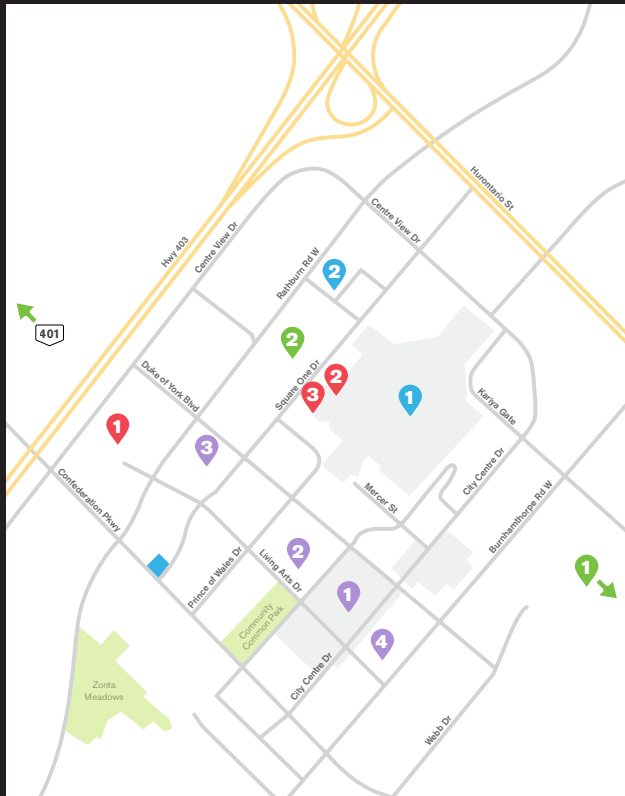 Hurontario St
Centre View Dr
Hwy 403
Centre View Dr
Rathburn Rd W
2
401
2
Square One Dr
2
3
1
Duke of York Blvd
Kariya Gate
1
3
Confederation Pkwy
City Centre Dr
Mercer St
Burnhamthorpe Rd W
2
Living Arts Dr
Prince of Wales Dr
1
1
Community
Common Park
4
City Centre Dr
Zonta
Meadows
Webb Dr